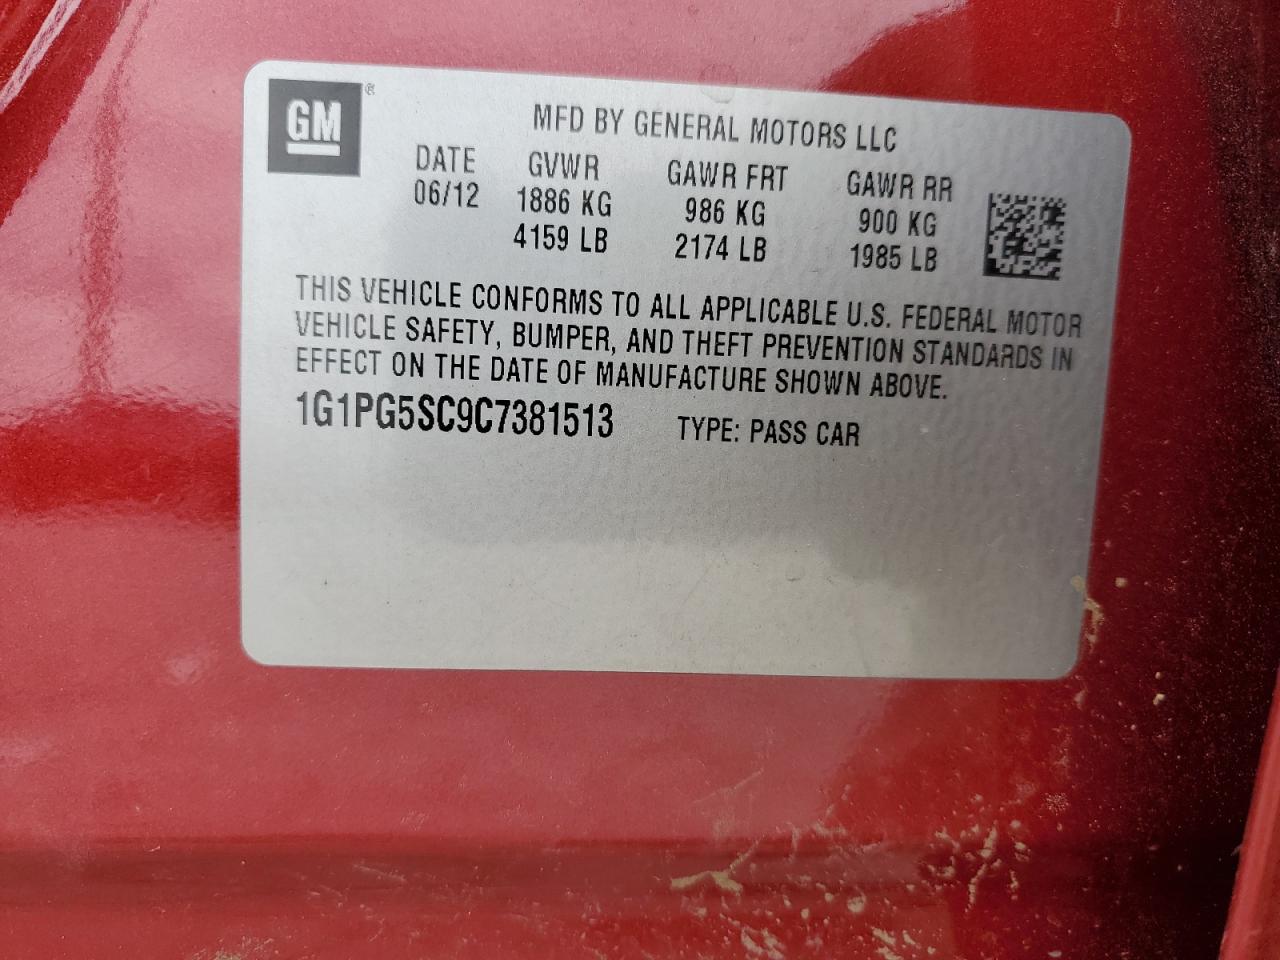 GM ®
MFD BY GENERAL MOTORS LLC
DATE GVWR GAWR FRT GAWR RR
06/12 1886 KG 986 KG 900 KG
4159 LB 2174 LB 1985 LB
THIS VEHICLE CONFORMS TO ALL APPLICABLE U.S. FEDERAL MOTOR
VEHICLE SAFETY, BUMPER, AND THEFT PREVENTION STANDARDS IN
EFFECT ON THE DATE OF MANUFACTURE SHOWN ABOVE.
1G1PG5SC9C7381513 TYPE: PASS CAR